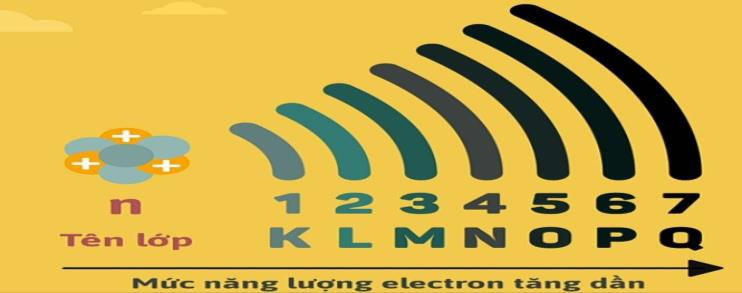 n 1 2 3 4 5 6 7
Tên lớp K L M N O P Q
Mức năng lượng electron tăng dần